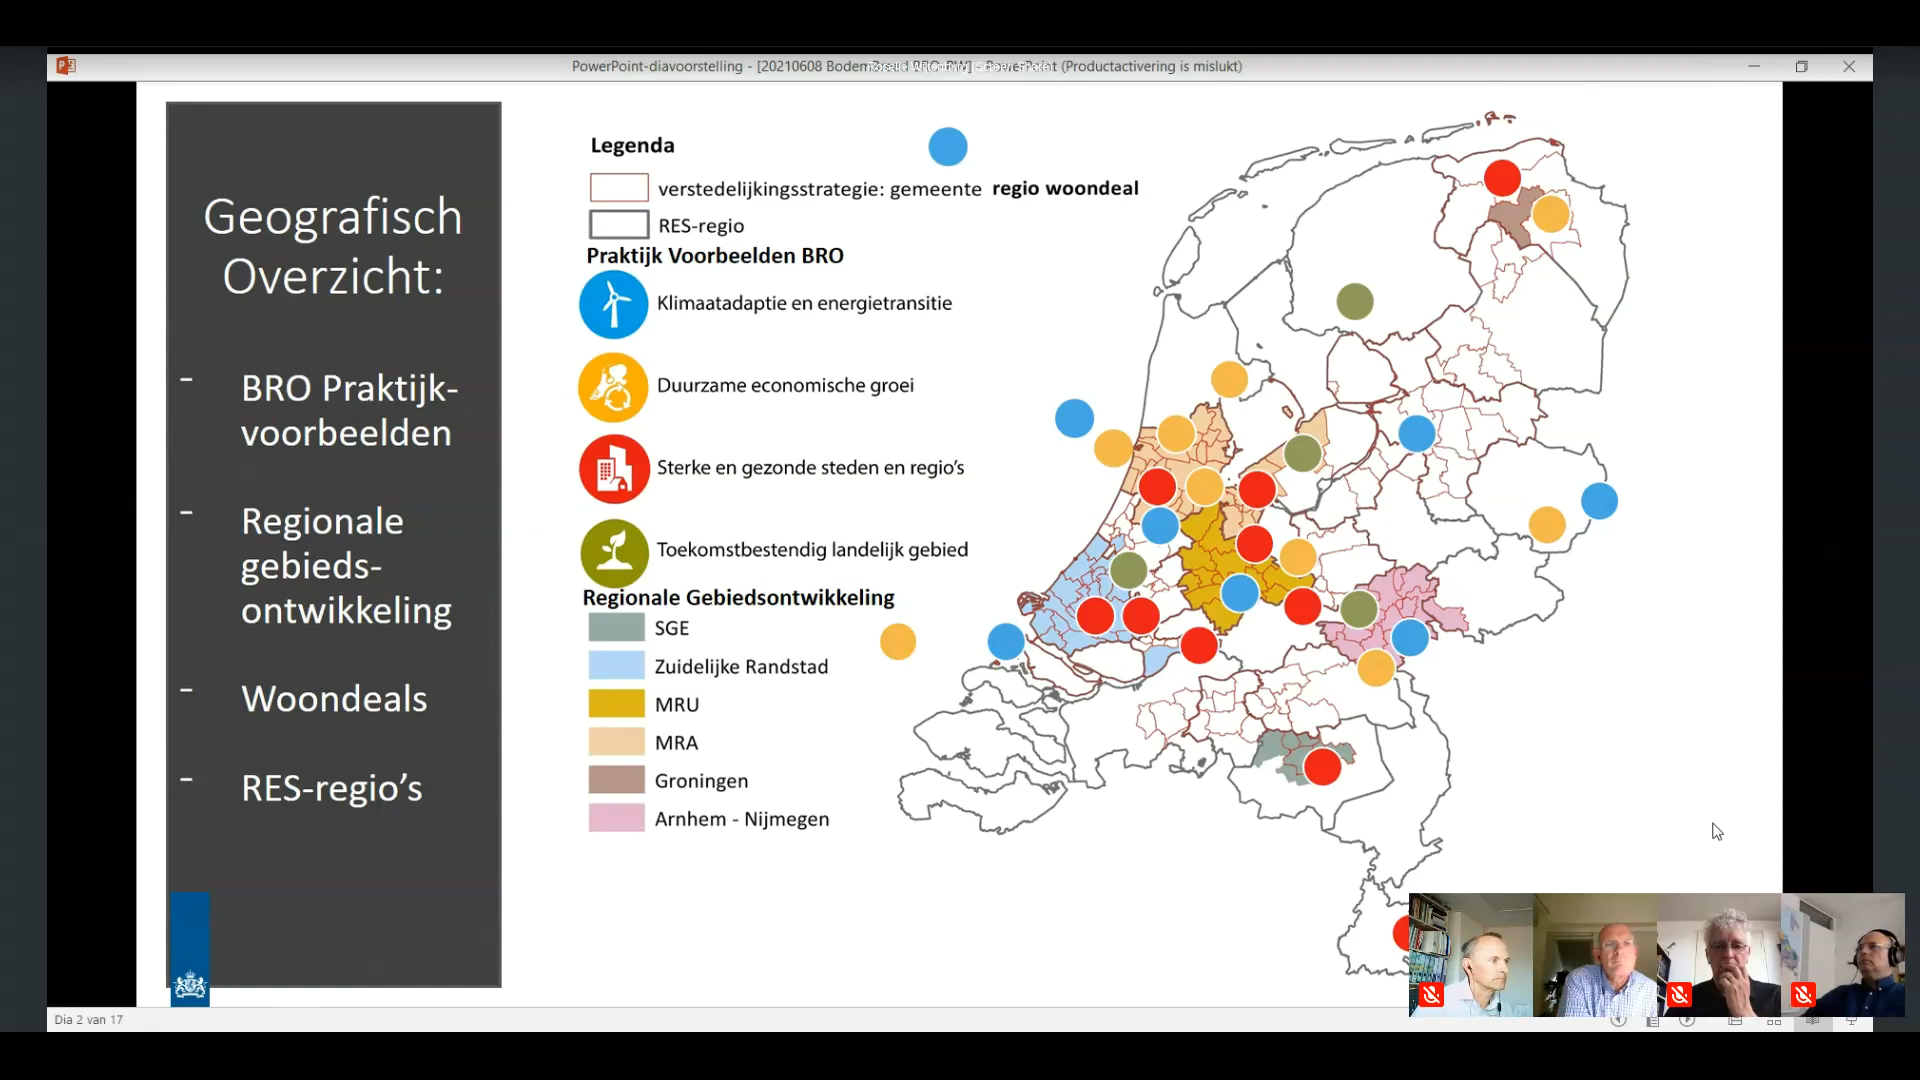 PowerPoint-diavoorstelling - [20210608 Bodem PowerPoint (Productactivering is mislukt)
Geografisch
Overzicht:
- BRO Praktijk-
voorbeelden
- Regionale
gebieds-
ontwikkeling
- Woondeals
- RES-regio's
Legenda
verstedelijkingsstrategie: gemeente regio woondeal
RES-regio
Praktijk Voorbeelden BRO
Klimaatadaptie en energietransitie
Duurzame economische groei
Sterke en gezonde steden en regio's
Toekomstbestendig landelijk gebied
Regionale Gebiedsontwikkeling
SGE
Zuidelijke Randstad
MRU
MRA
Groningen
Arnhem - Nijmegen
Dia 2 van 17